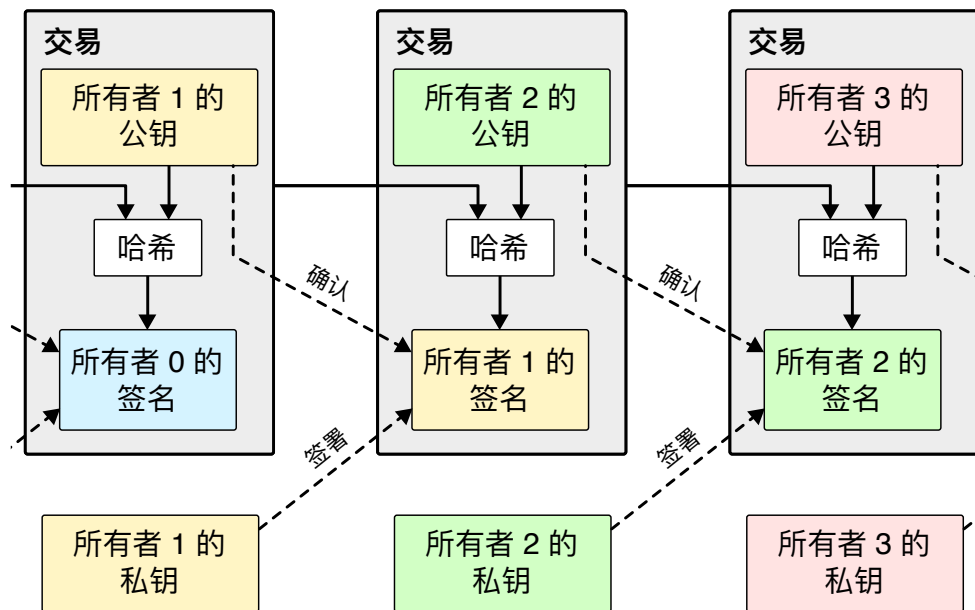 交易
所有者 1 的
公钥
哈希
所有者 0 的
签名
交易
所有者 2 的
公钥
哈希
确认
所有者 1 的
签名
交易
所有者 3 的
公钥
哈希
确认
所有者 2 的
签名
签署
签署
所有者 1 的
私钥
所有者 2 的
私钥
所有者 3 的
私钥